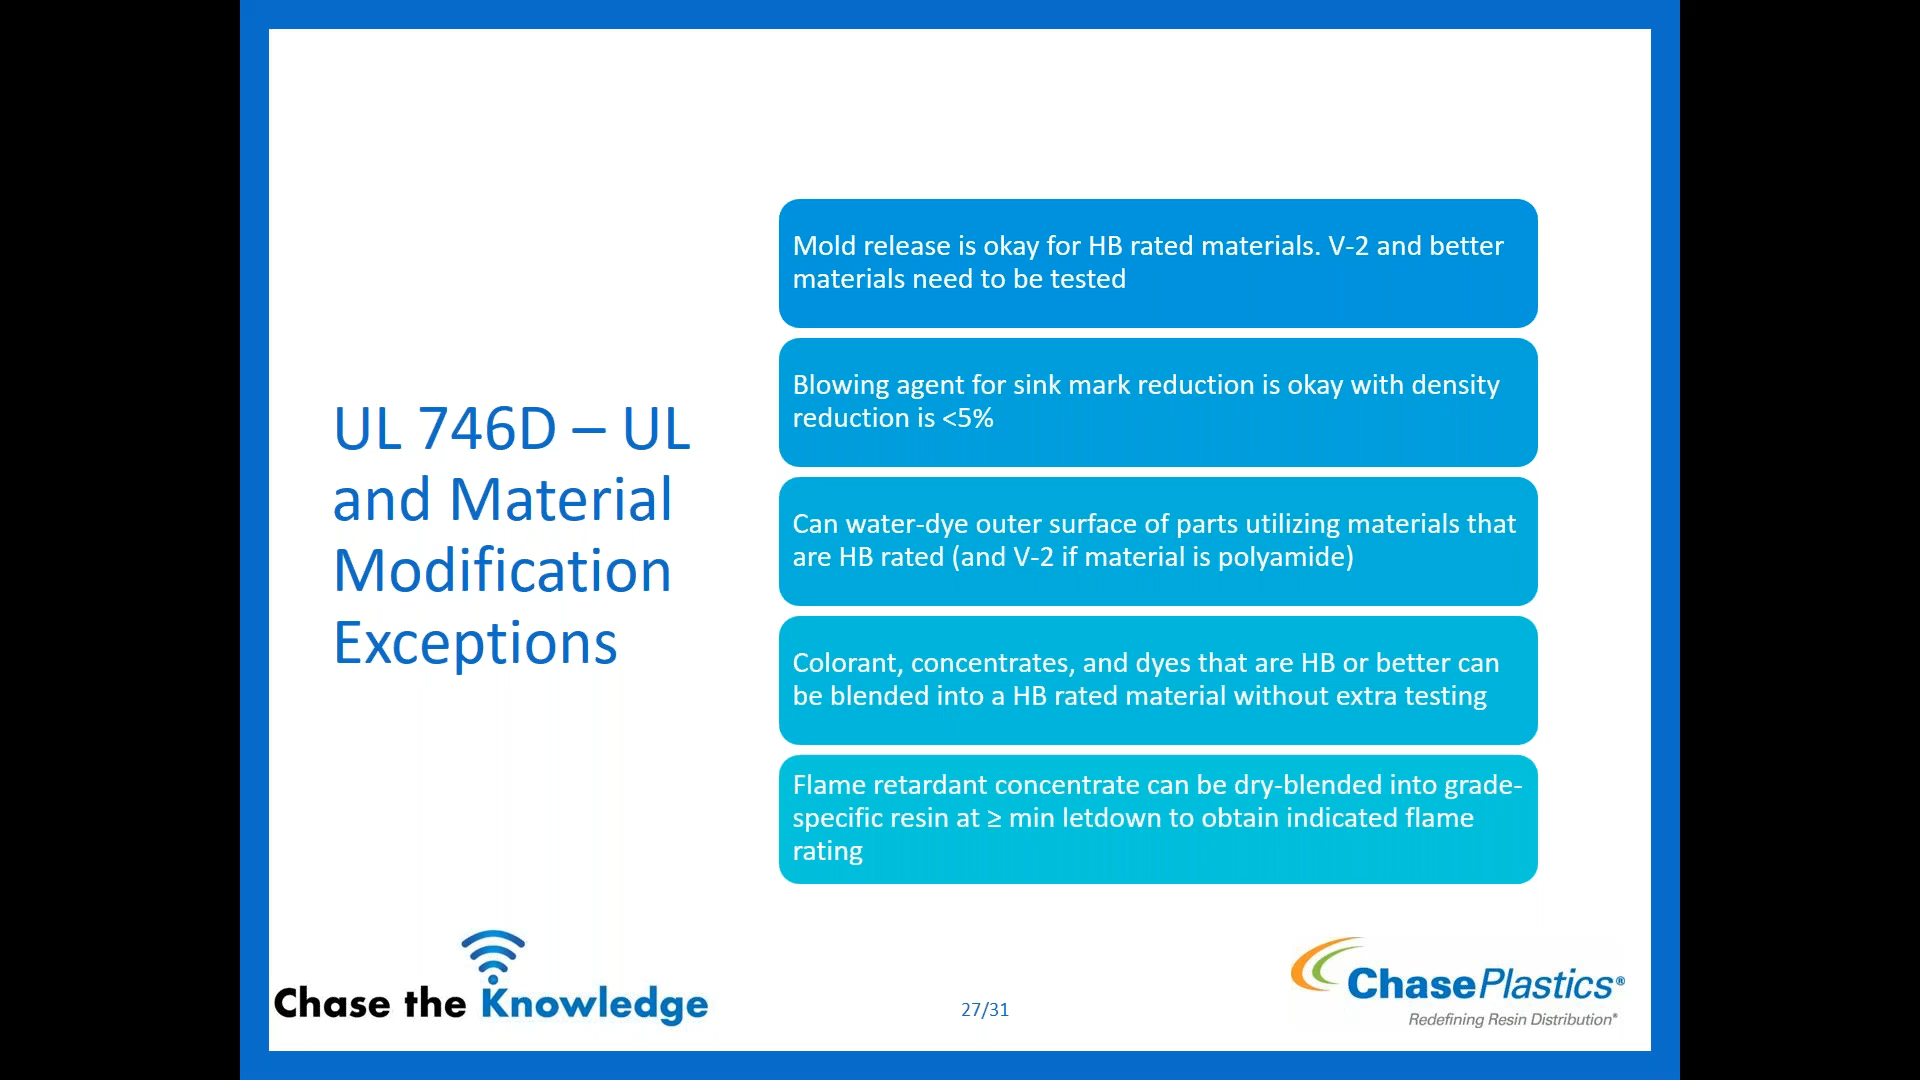 UL 746D – UL
and Material
Modification
Exceptions
Mold release is okay for HB rated materials. V-2 and better
materials need to be tested
Blowing agent for sink mark reduction is okay with density
reduction is <5%
Can water-dye outer surface of parts utilizing materials that
are HB rated (and V-2 if material is polyamide)
Colorant, concentrates, and dyes that are HB or better can
be blended into a HB rated material without extra testing
Flame retardant concentrate can be dry-blended into grade-
specific resin at ≥ min letdown to obtain indicated flame
rating
Chase the Knowledge
27/31
ChasePlastics®
Redefining Resin Distribution®